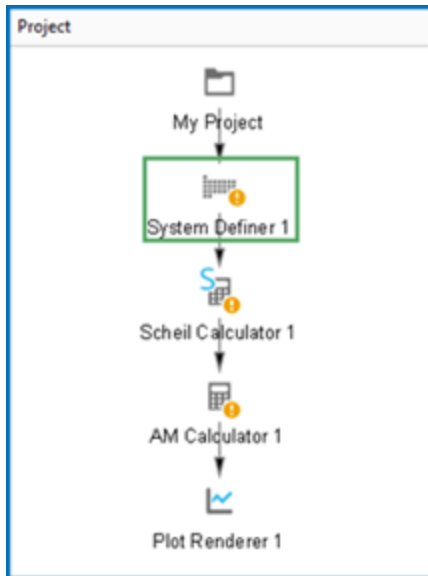 Project
My Project
System Definer 1
Scheil Calculator 1
AM Calculator 1
Plot Renderer 1